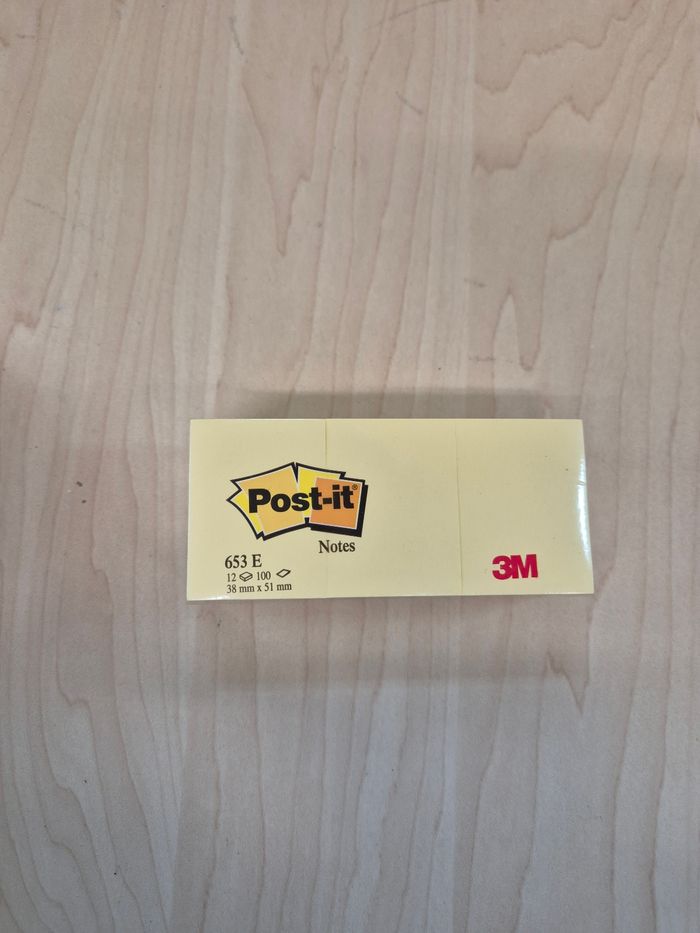 Post-it®
Notes
653 E
12 100
38 mm x 51 mm
3M